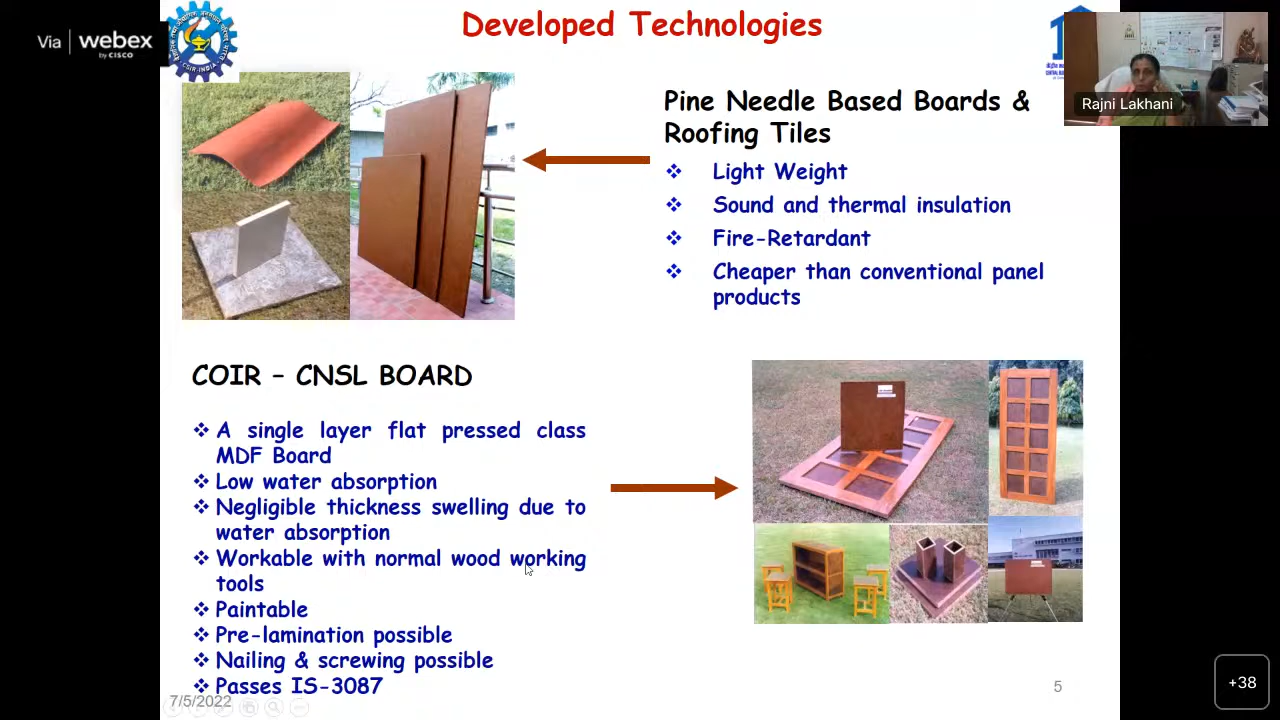 Via webex
by CISCO
Developed Technologies
CSIR-INDIA
Rajni Lakhani
Pine Needle Based Boards &
Roofing Tiles
❖ Light Weight
❖ Sound and thermal insulation
❖ Fire-Retardant
❖ Cheaper than conventional panel
products
COIR – CNSL BOARD
❖ A single layer flat pressed class
MDF Board
❖ Low water absorption
❖ Negligible thickness swelling due to
water absorption
❖ Workable with normal wood working
tools
❖ Paintable
❖ Pre-lamination possible
❖ Nailing & screwing possible
❖ Passes IS-3087
7/5/2022
5
+38